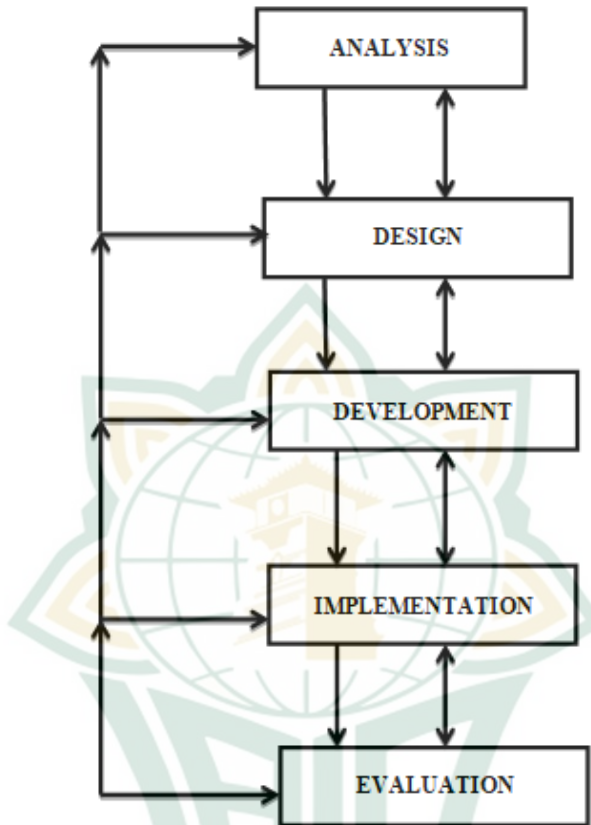 ANALYSIS
DESIGN
DEVELOPMENT
IMPLEMENTATION
EVALUATION